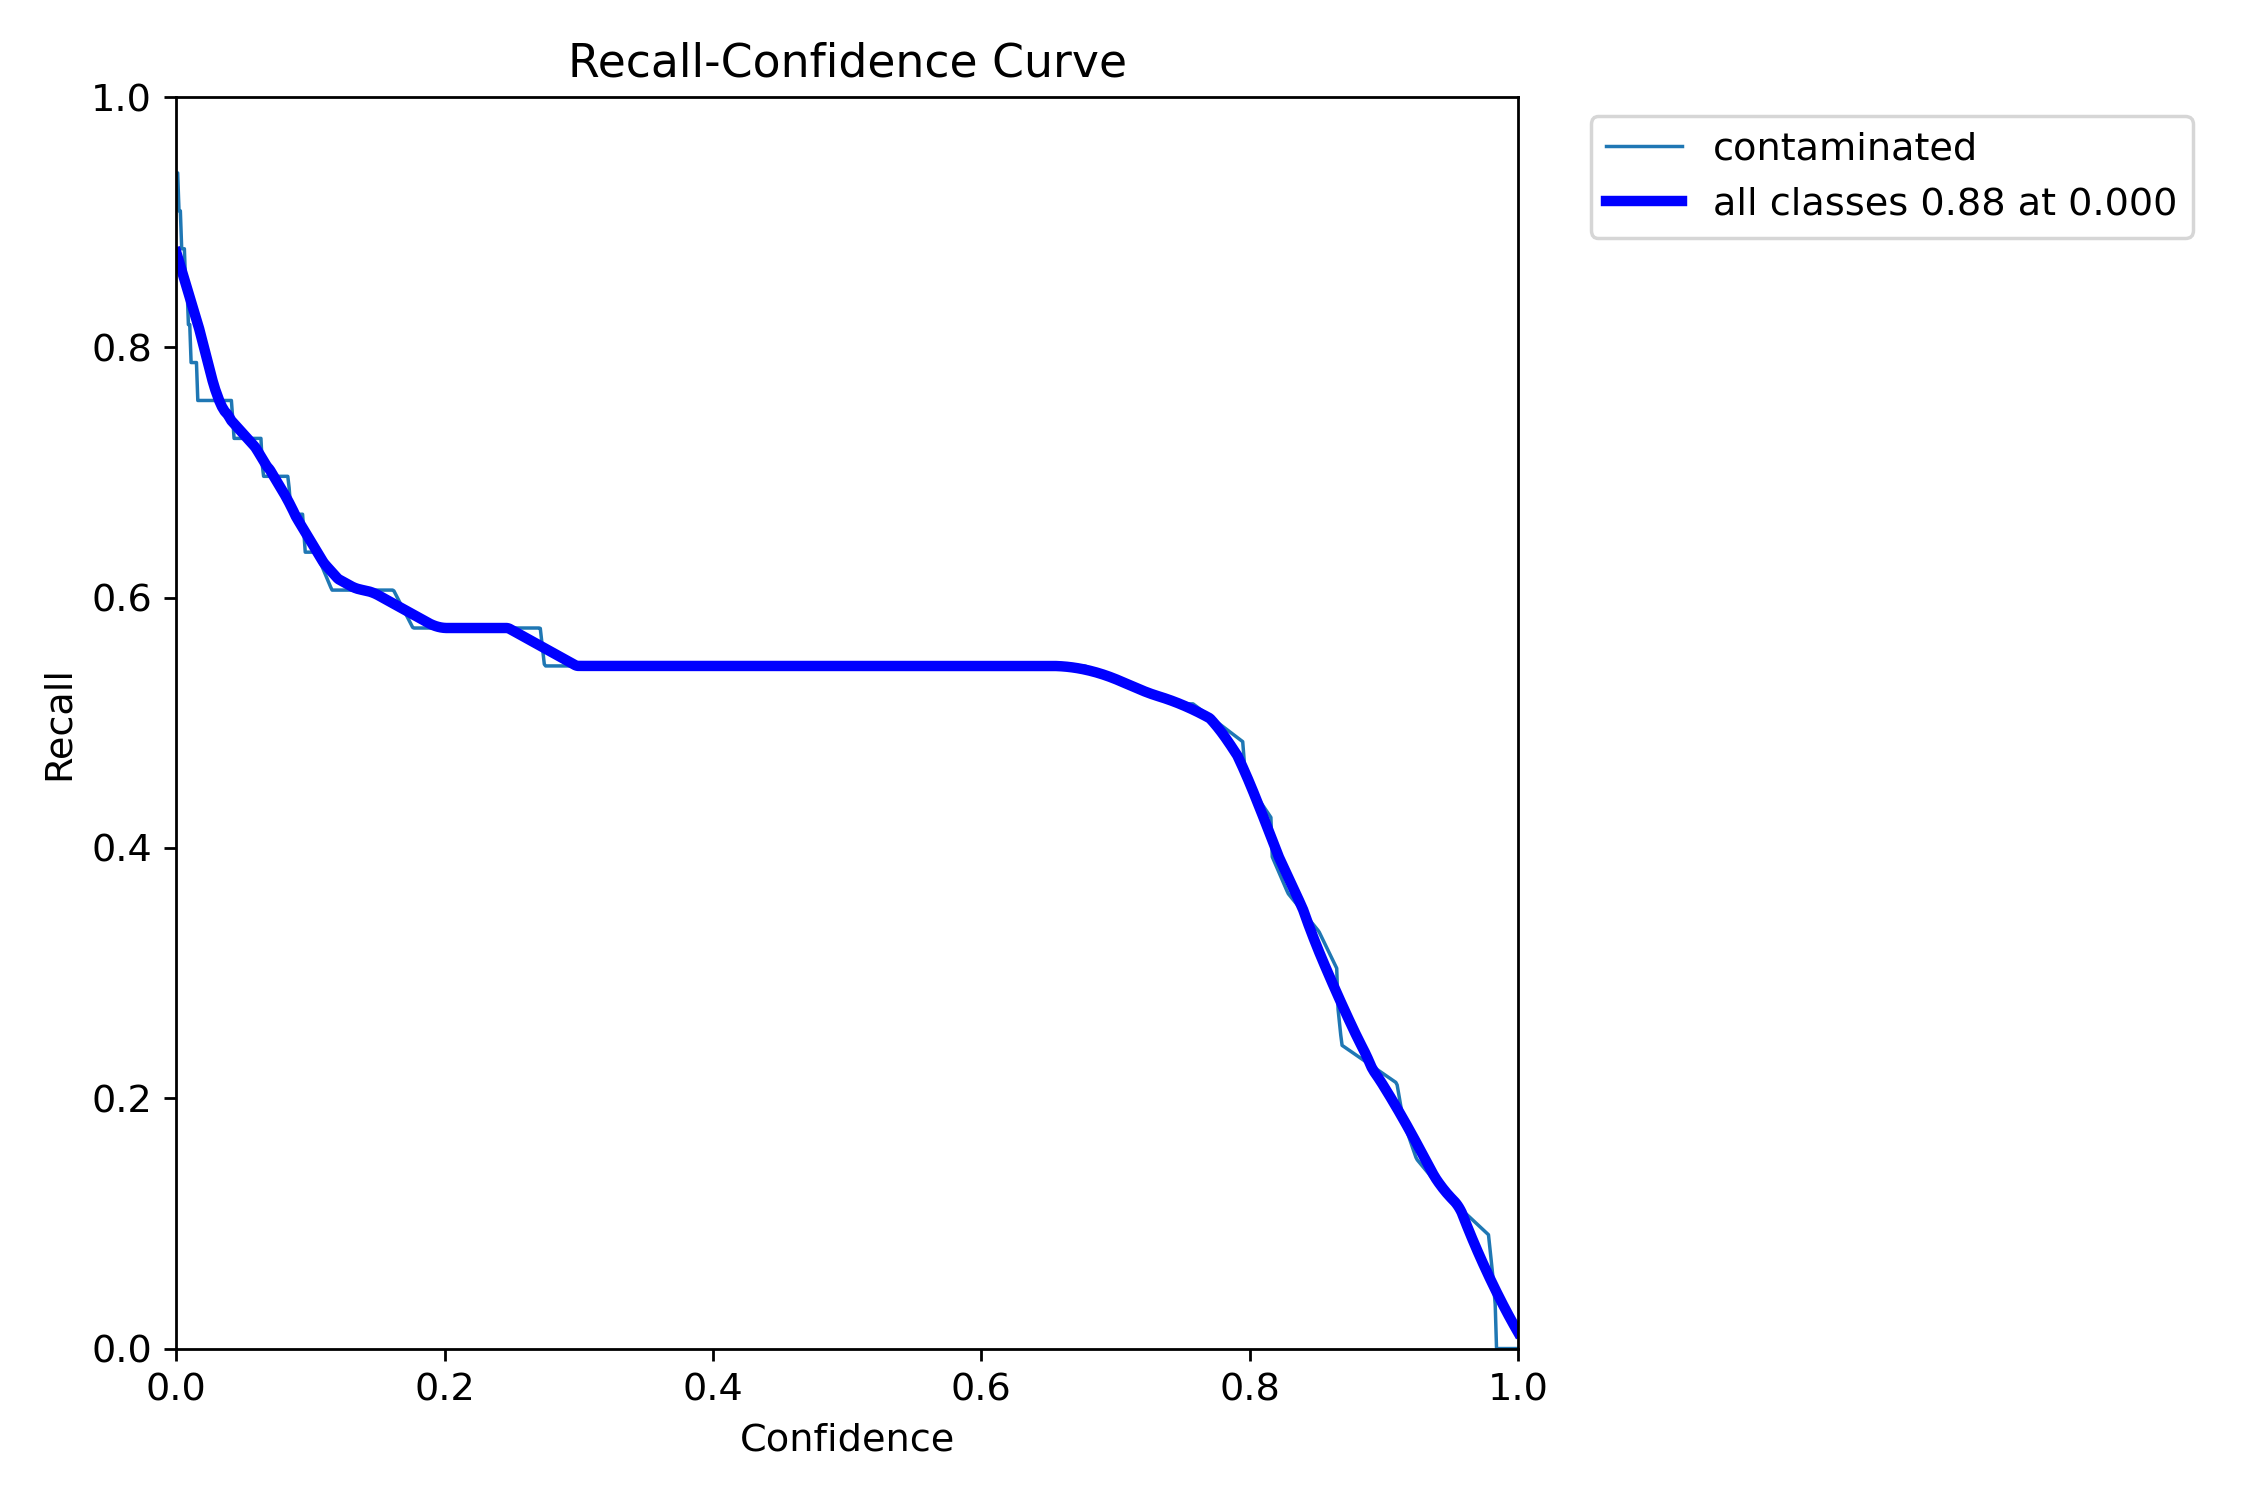 Recall-Confidence Curve
1.0
0.8
0.6
0.4
0.2
0.0
Recall
0.0 0.2 0.4 0.6 0.8 1.0
Confidence
contaminated
all classes 0.88 at 0.000